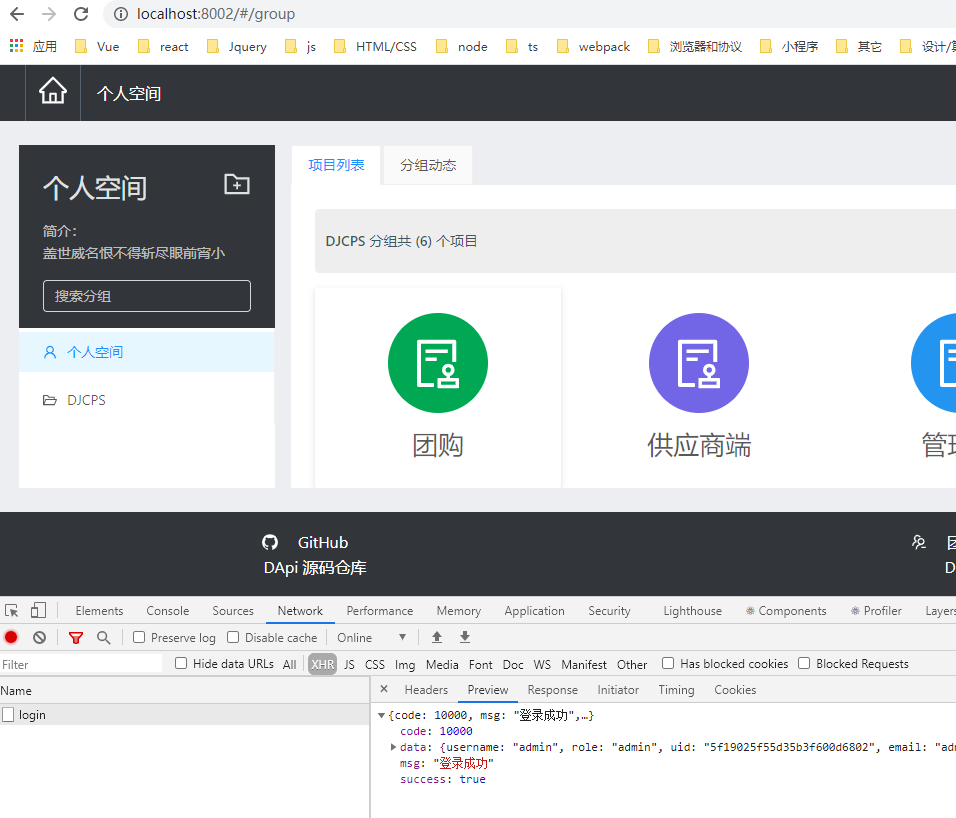 localhost:8002/#/group
应用 Vue react Jquery js HTML/CSS node ts webpack 浏览器和协议 小程序 其它
个人空间
个人空间
简介:
盖世威名恨不得斩尽眼前宵小
搜索分组
个人空间
DJCPS
项目列表 分组动态
DJCPS 分组共 (6) 个项目
团购 供应商端
GitHub
DApi 源码仓库
Elements Console Sources Network Performance Memory Application Security Lighthouse Components Profiler Layers
Preserve log Disable cache Online
Filter Hide data URLs All XHR JS CSS Img Media Font Doc WS Manifest Other Has blocked cookies Blocked Requests
Name
login
× Headers Preview Response Initiator Timing Cookies
{code: 10000, msg: "登录成功",…}
code: 10000
data: {username: "admin", role: "admin", uid: "5f19025f55d35b3f600d6802", email: "ad
msg: "登录成功"
success: true